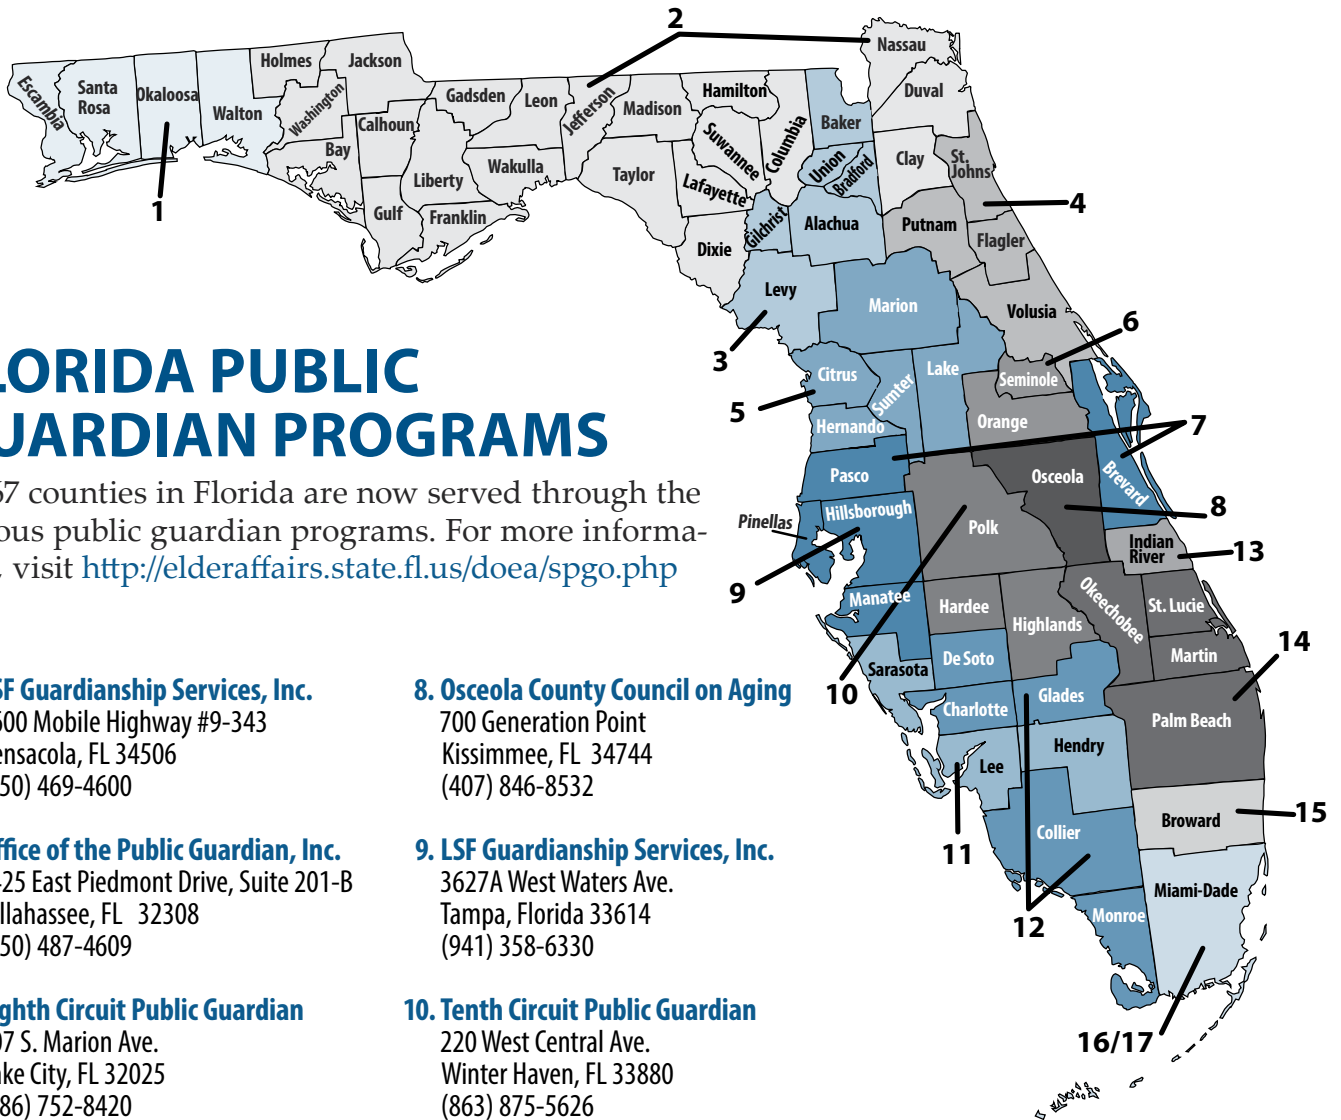 2
Nassau
Holmes
Jackson
Escambia
Santa
Rosa
Okaloosa
Walton
Washington
Gadsden
Leon
Jefferson
Madison
Hamilton
Duval
Calhoun
Bay
Suwannee
Columbia
Baker
Union
Bradford
Clay
St.
Johns
Wakulla
Liberty
Taylor
Lafayette
1
Gulf
Franklin
Gilchrist
Alachua
Putnam
4
Flagler
Dixie
Levy
Marion
Volusia
6
3
LORIDA PUBLIC
UARDIAN PROGRAMS
67 counties in Florida are now served through the
ous public guardian programs. For more informa-
, visit http://elderaffairs.state.fl.us/doea/spgo.php
Citrus
Sumter
Lake
Seminole
5
Hernando
Orange
7
Pasco
Osceola
Brevard
8
Pinellas
Hillsborough
Polk
Indian
River
13
9
Manatee
Hardee
Highlands
Okeechobee
St. Lucie
14
Sarasota
De Soto
Martin
10
Charlotte
Glades
Palm Beach
Lee
Hendry
11
Collier
Broward
15
12
Monroe
Miami-Dade
16/17
SF Guardianship Services, Inc.
600 Mobile Highway #9-343
ensacola, FL 34506
50) 469-4600
ffice of the Public Guardian, Inc.
425 East Piedmont Drive, Suite 201-B
llahassee, FL 32308
50) 487-4609
ghth Circuit Public Guardian
07 S. Marion Ave.
ke City, FL 32025
86) 752-8420
8. Osceola County Council on Aging
700 Generation Point
Kissimmee, FL 34744
(407) 846-8532
9. LSF Guardianship Services, Inc.
3627A West Waters Ave.
Tampa, Florida 33614
(941) 358-6330
10. Tenth Circuit Public Guardian
220 West Central Ave.
Winter Haven, FL 33880
(863) 875-5626